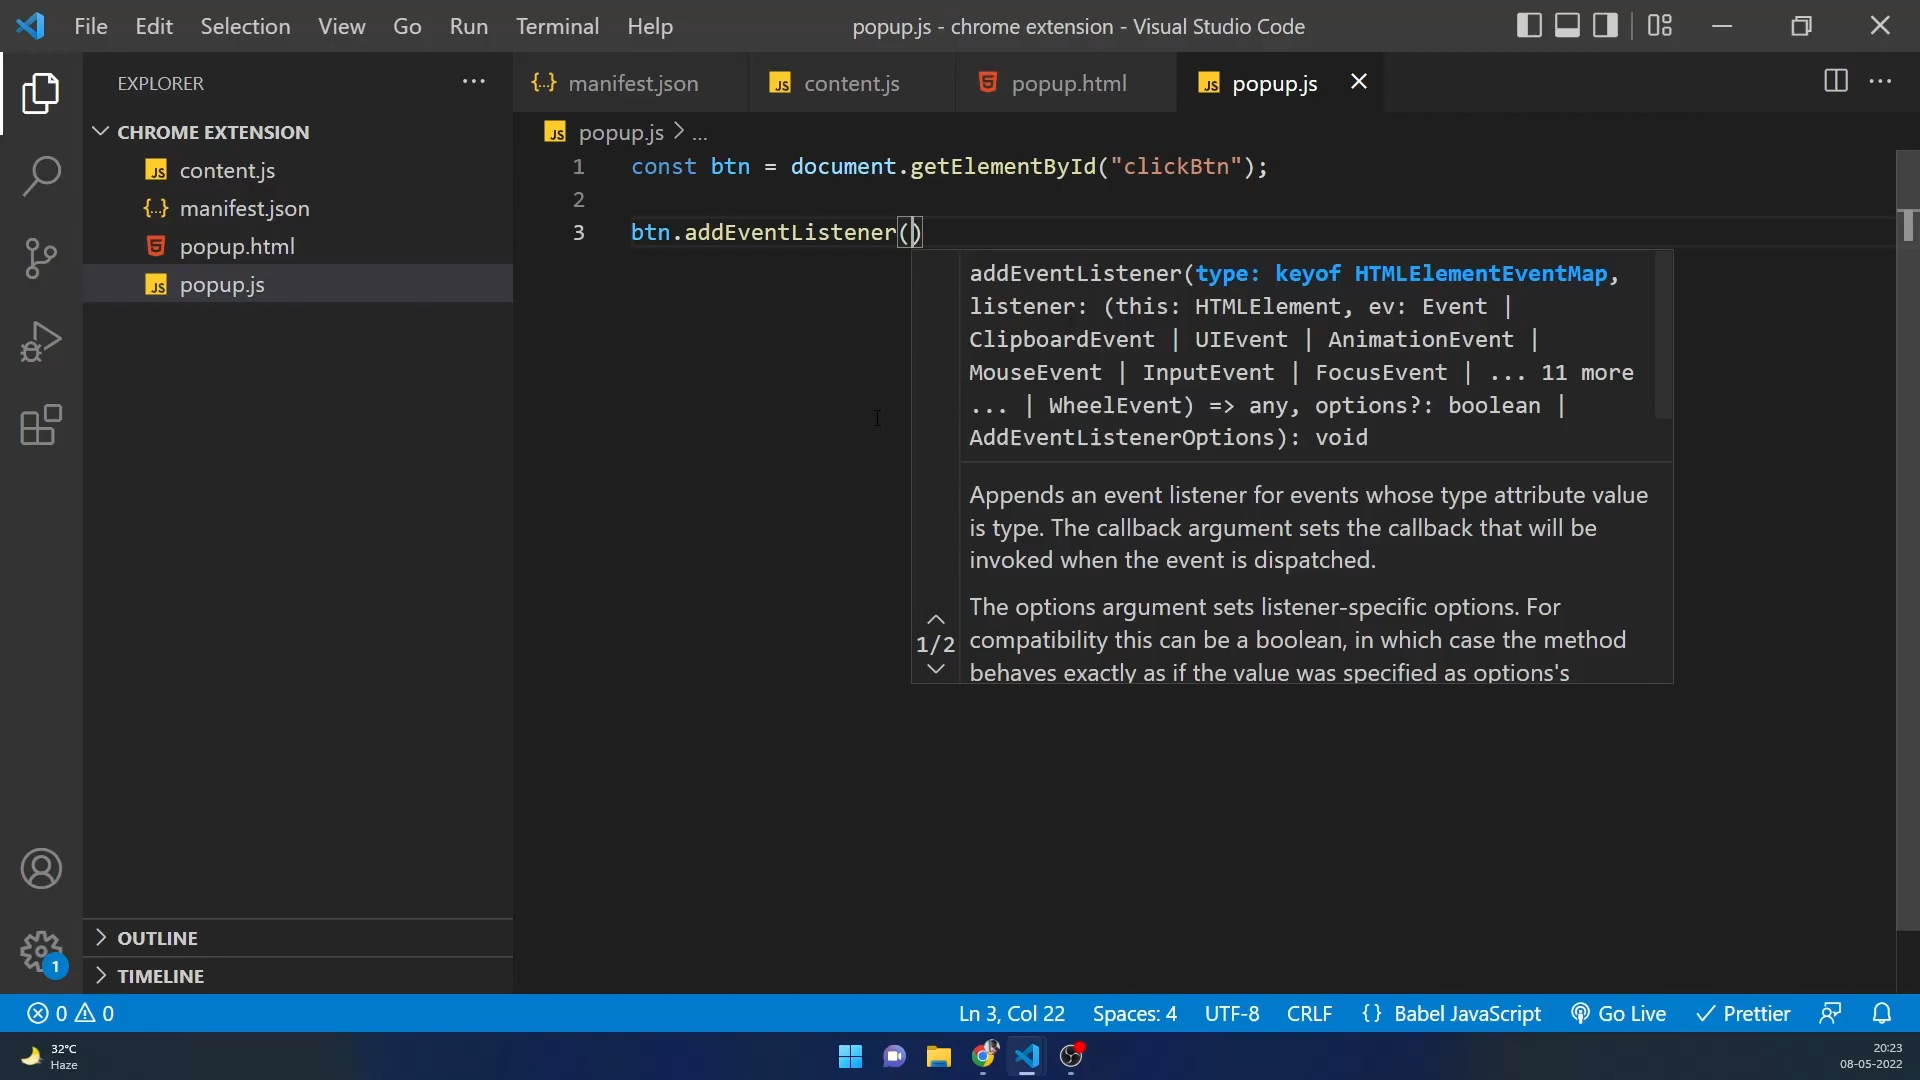 File Edit Selection View Go Run Terminal Help
popup.js - chrome extension - Visual Studio Code
EXPLORER
CHROME EXTENSION
content.js
manifest.json
popup.html
popup.js
OUTLINE
TIMELINE
manifest.json content.js popup.html popup.js
popup.js > ...
1 const btn = document.getElementById("clickBtn");
2
3 btn.addEventListener()
addEventListener(type: keyof HTMLElementEventMap,
listener: (this: HTMLElement, ev: Event |
ClipboardEvent | UIEvent | AnimationEvent |
MouseEvent | InputEvent | FocusEvent | ... 11 more
... | WheelEvent) => any, options?: boolean |
AddEventListenerOptions): void
Appends an event listener for events whose type attribute value
is type. The callback argument sets the callback that will be
invoked when the event is dispatched.
The options argument sets listener-specific options. For
compatibility this can be a boolean, in which case the method
behaves exactly as if the value was specified as options's
1/2
1
0 0
Ln 3, Col 22 Spaces: 4 UTF-8 CRLF {} Babel JavaScript Go Live Prettier
32°C
Haze
20:23
08-05-2022